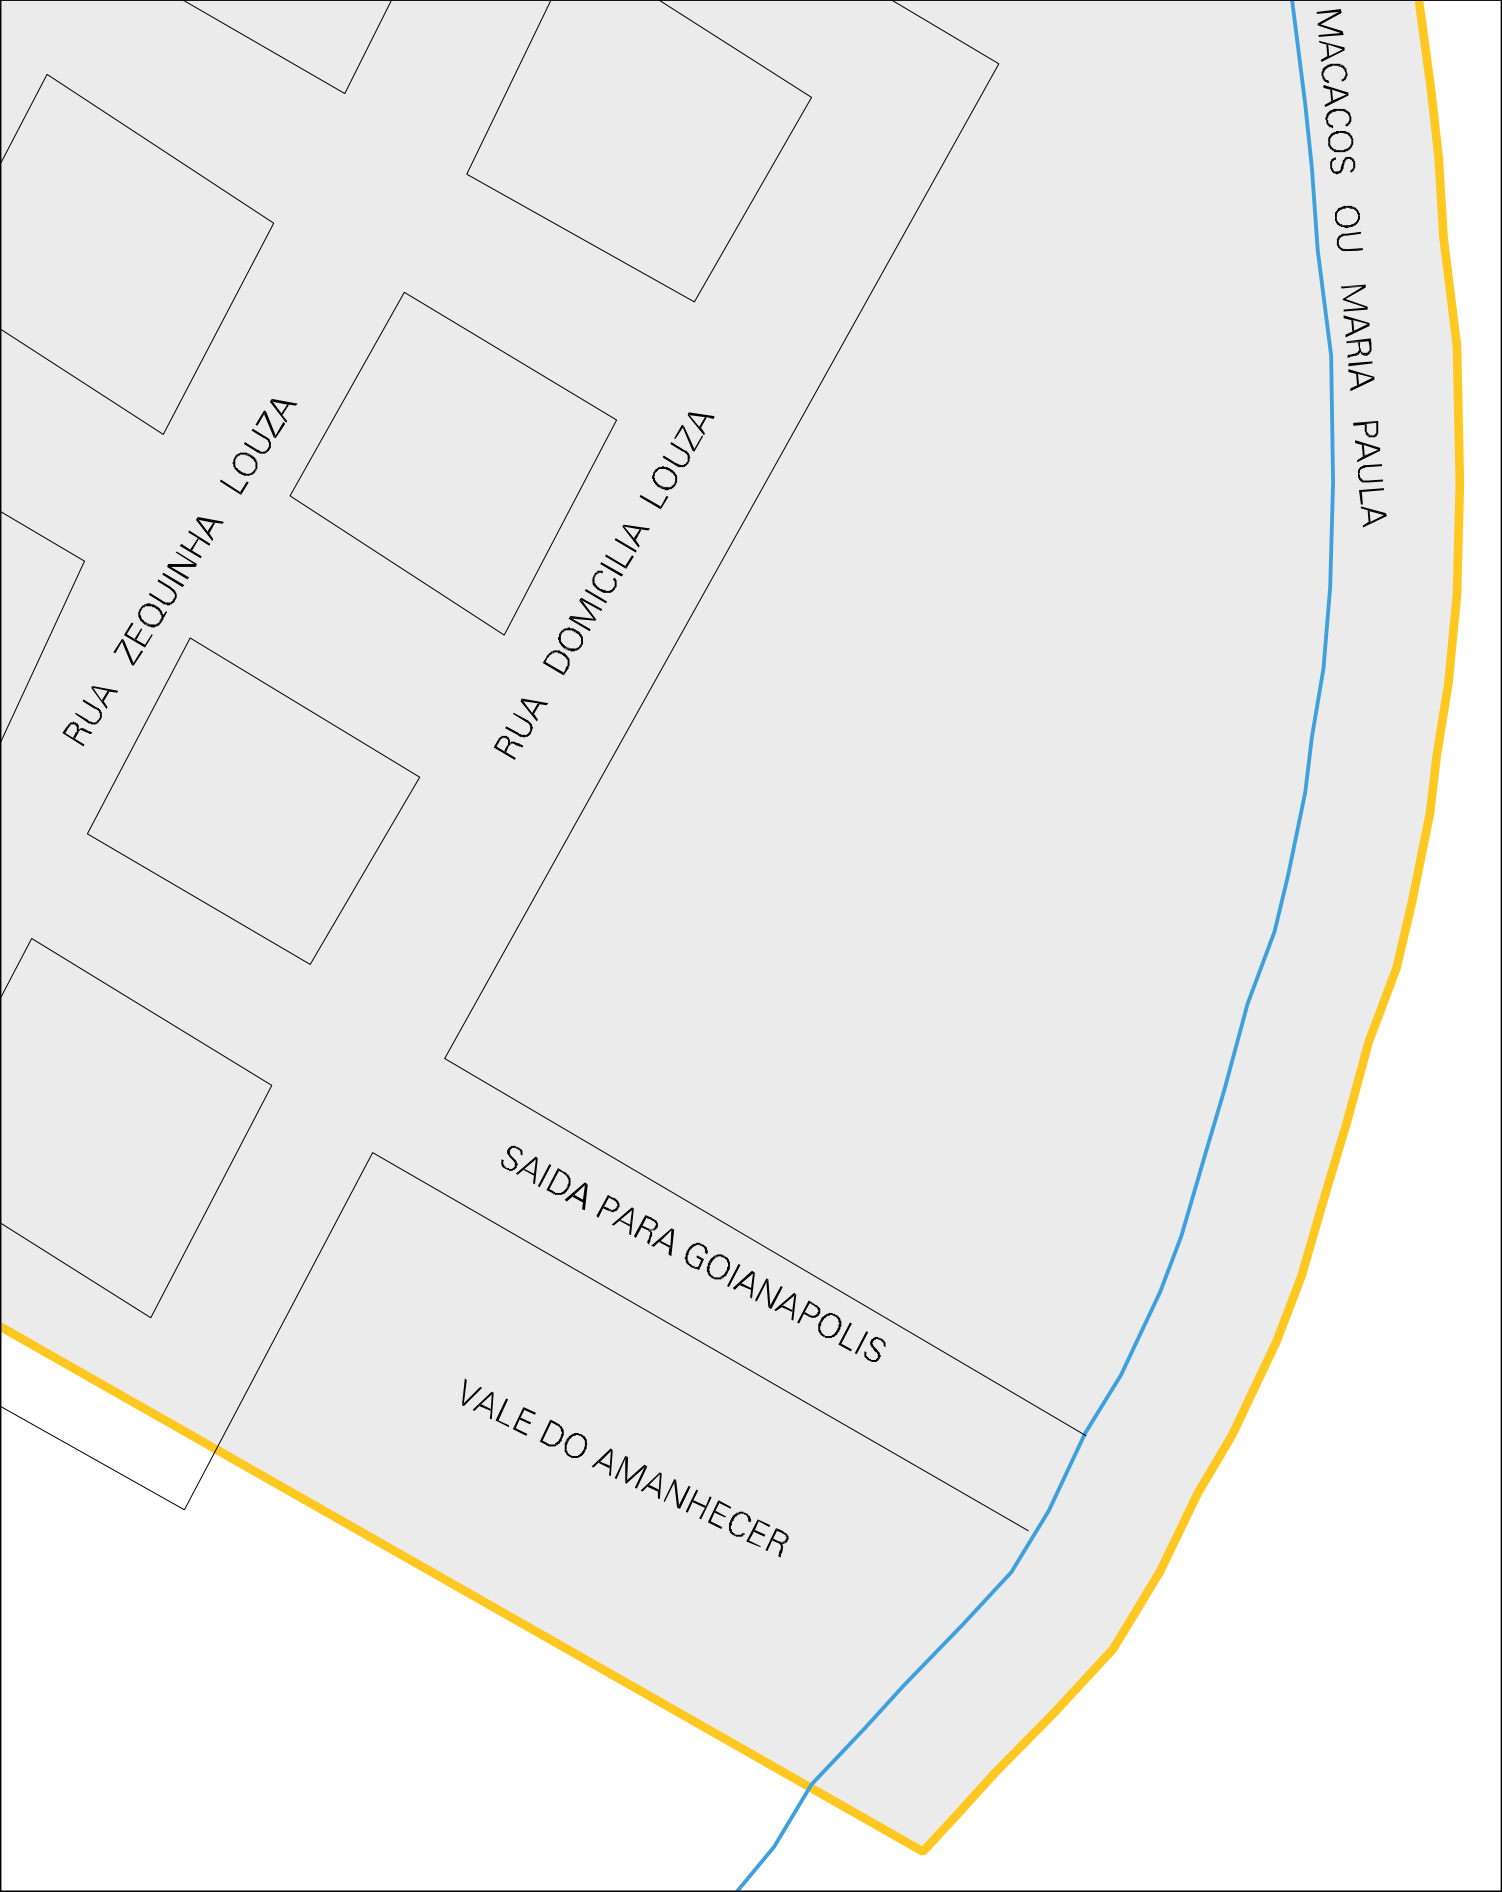 MACACOS OU MARIA PAULA
RUA ZEQUINHA LOUZA
RUA DOMICILIA LOUZA
SAIDA PARA GOIANAPOLIS
VALE DO AMANHECER